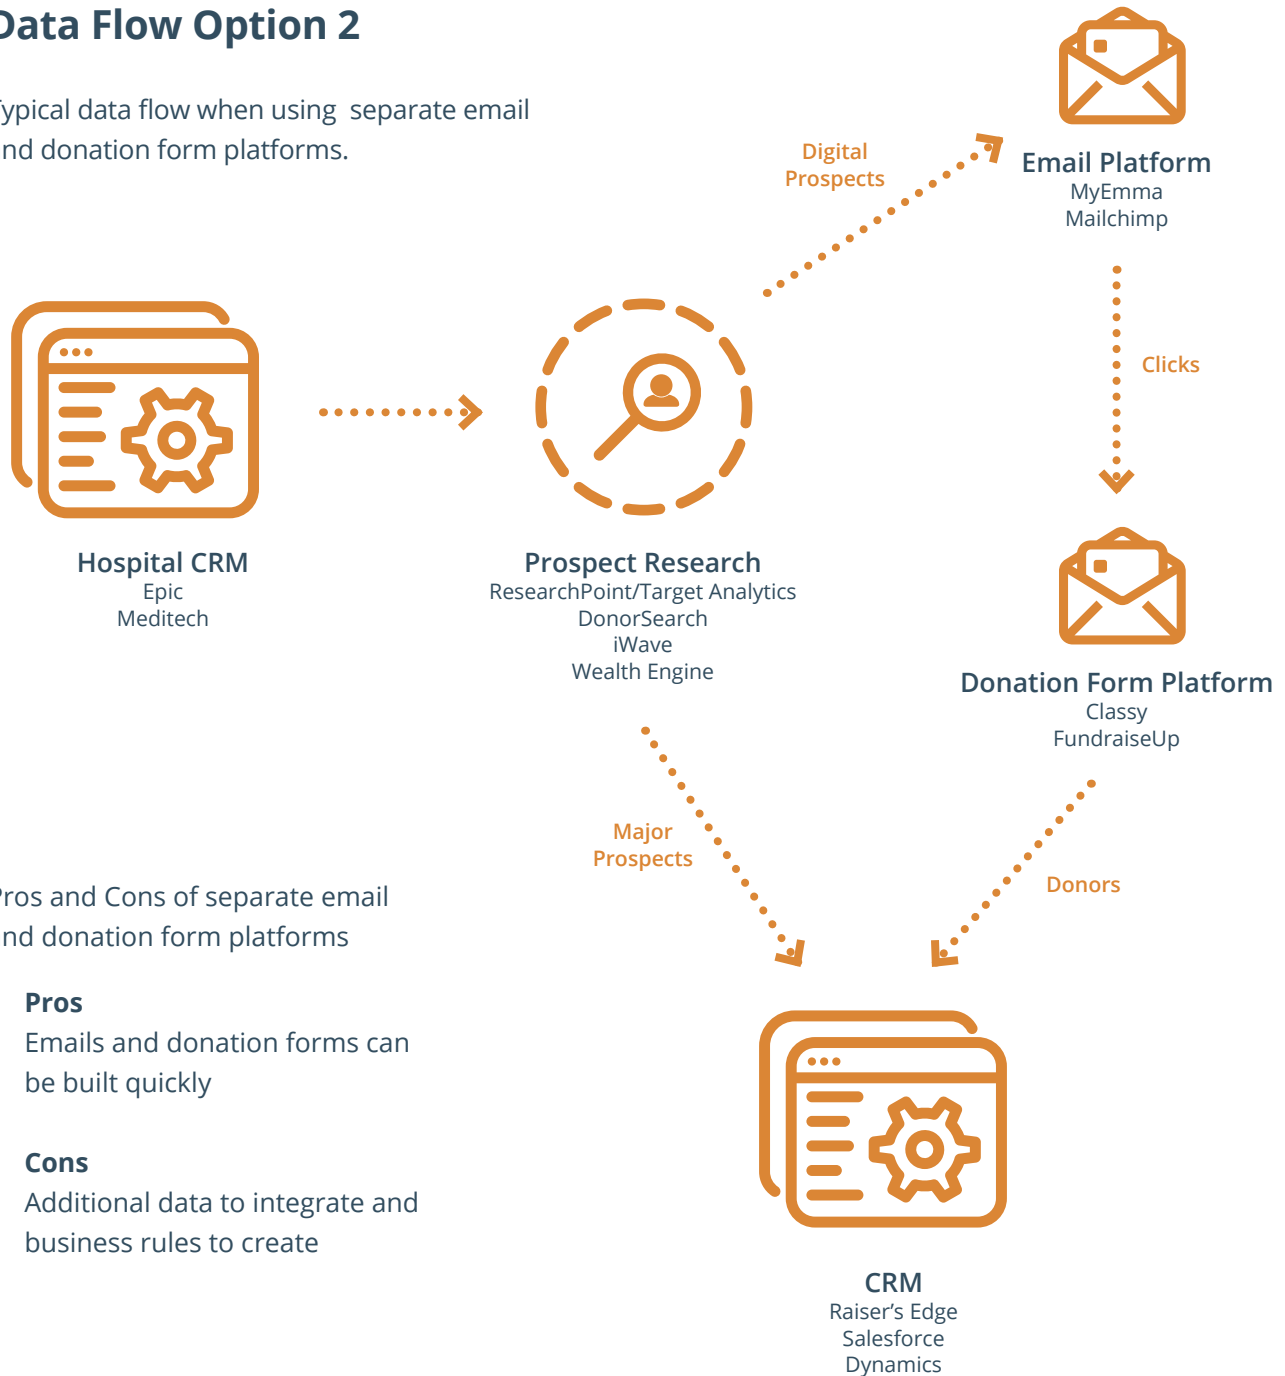 Data Flow Option 2
Typical data flow when using separate email
and donation form platforms.
Digital
Prospects
Email Platform
MyEmma
Mailchimp
Clicks
Hospital CRM
Epic
Meditech
Prospect Research
ResearchPoint/Target Analytics
DonorSearch
iWave
Wealth Engine
Donation Form Platform
Classy
FundraiseUp
Major
Prospects
Donors
Pros and Cons of separate email
and donation form platforms
Pros
Emails and donation forms can
be built quickly
Cons
Additional data to integrate and
business rules to create
CRM
Raiser’s Edge
Salesforce
Dynamics